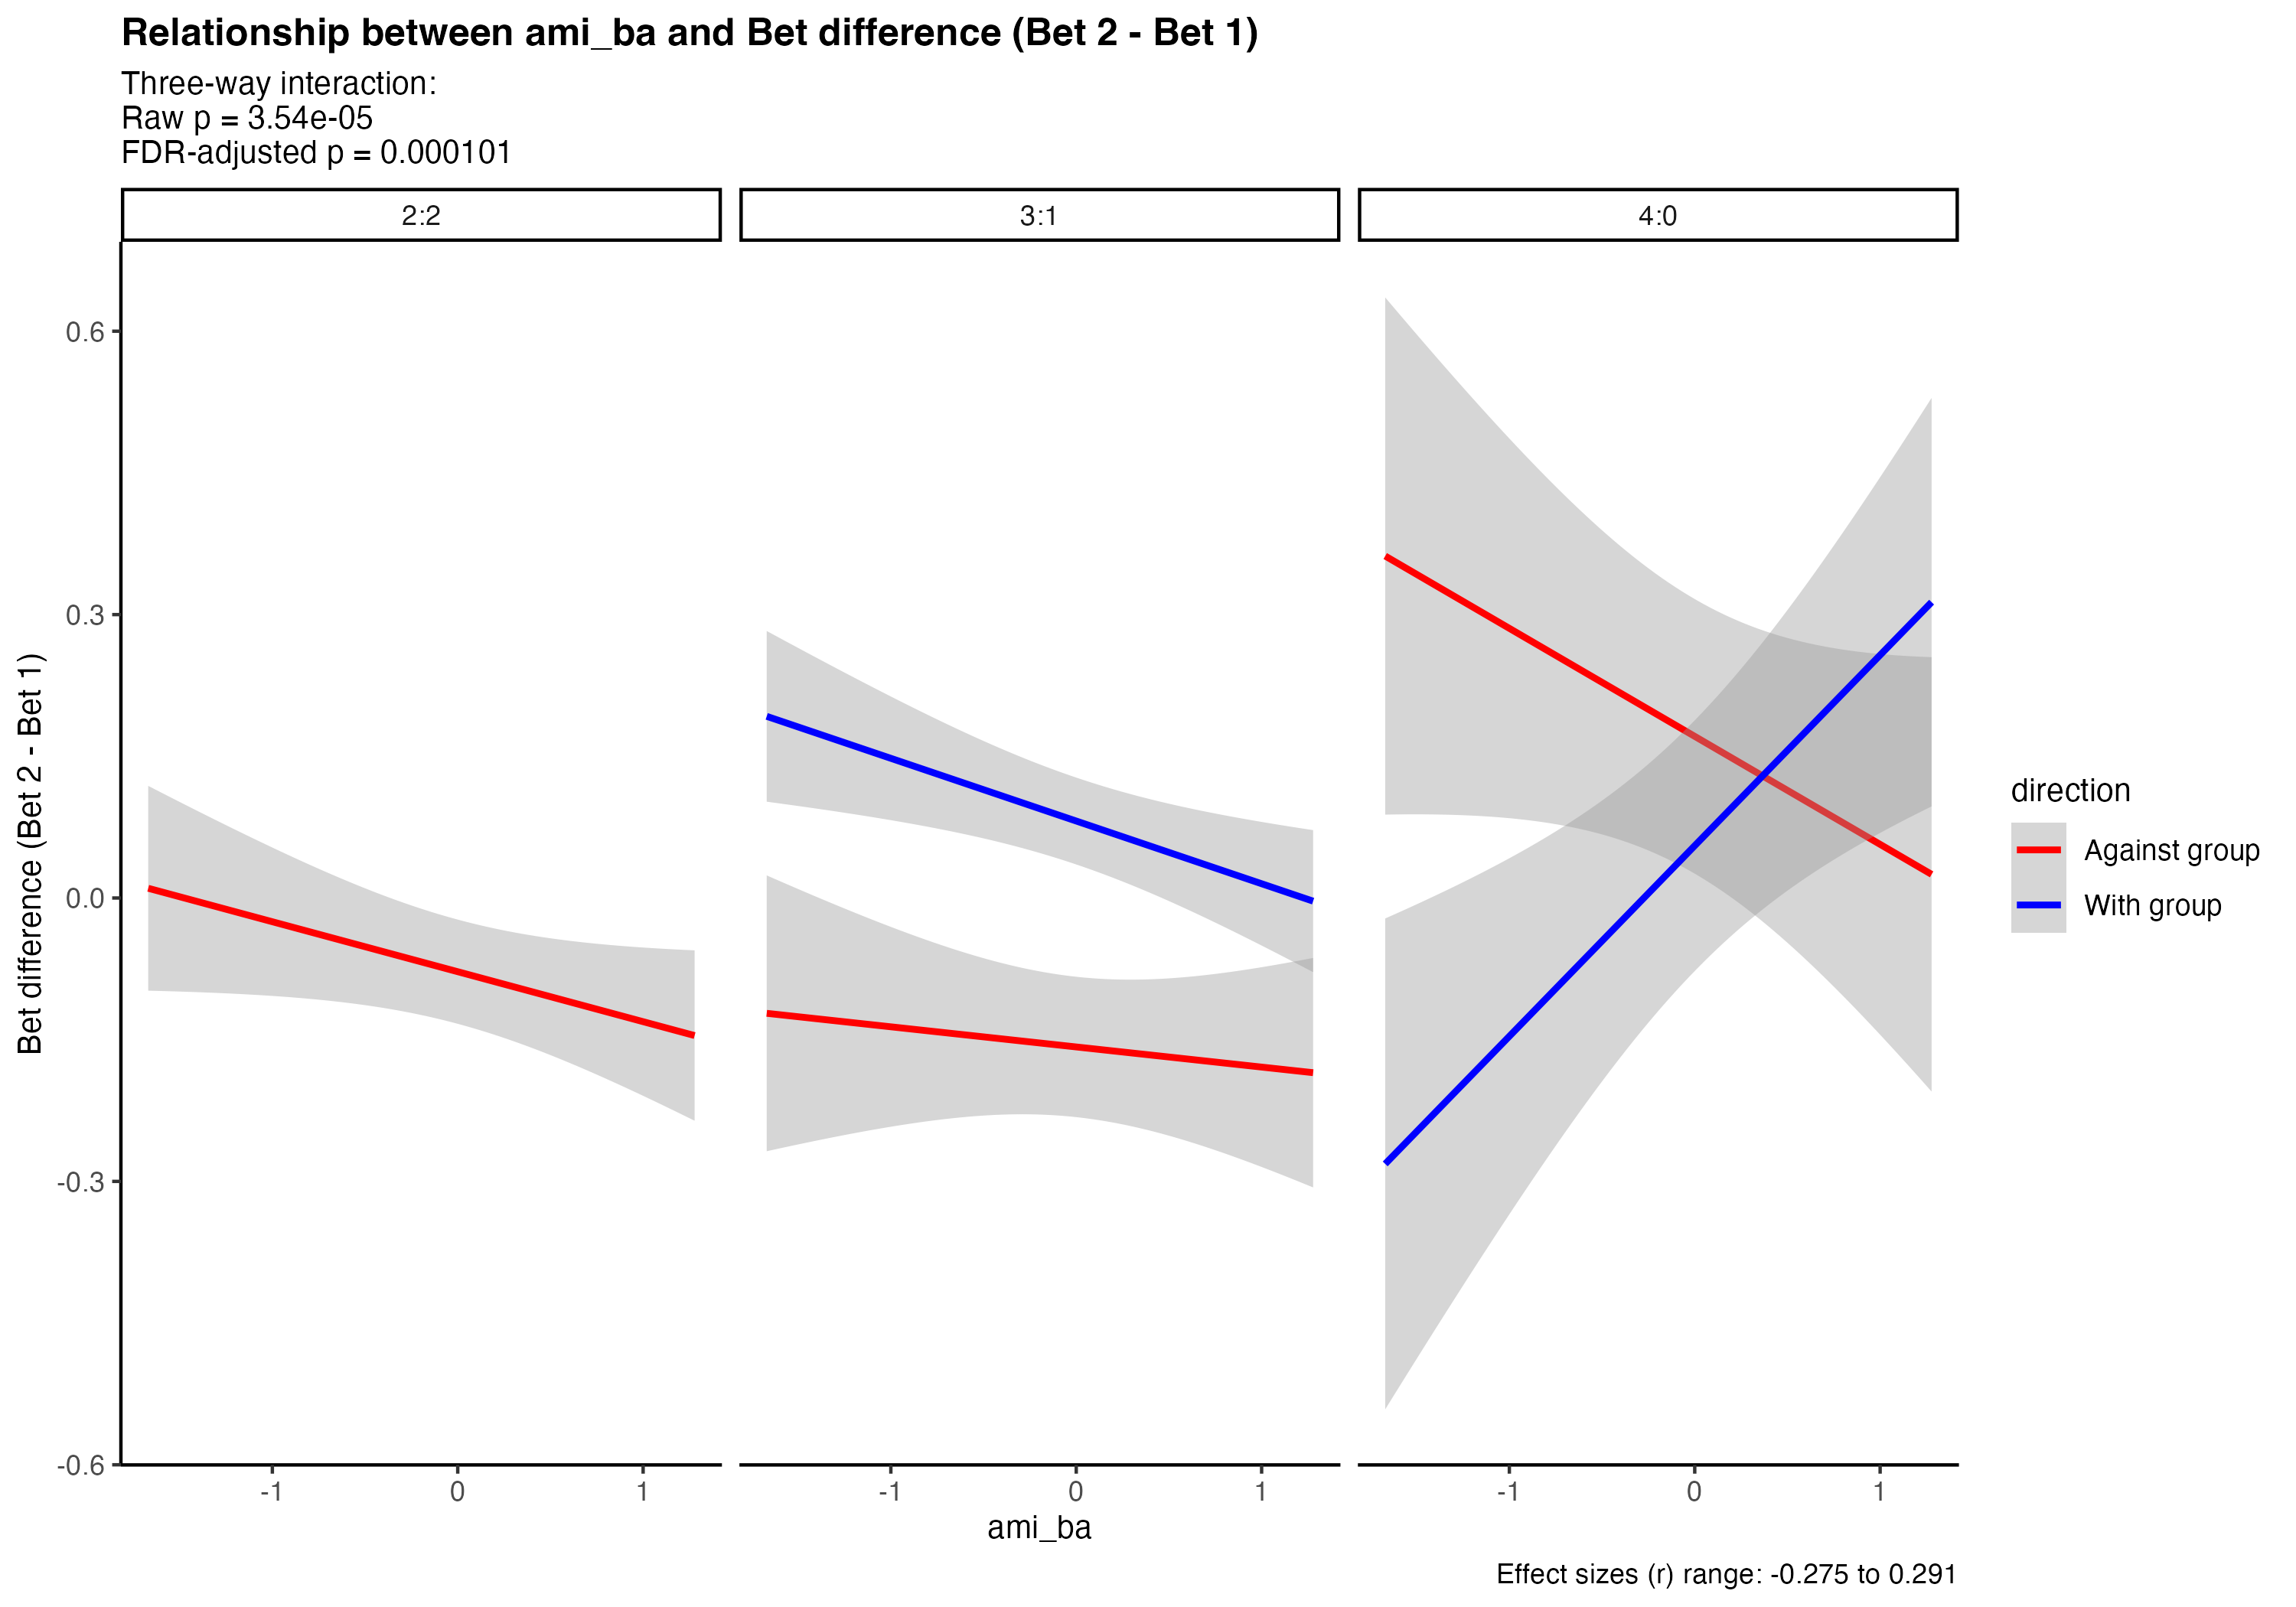 Relationship between ami_ba and Bet difference (Bet 2 - Bet 1)
Three-way interaction:
Raw p = 3.54e-05
FDR-adjusted p = 0.000101
2:2
3:1
4:0
0.6
0.3
0.0
-0.3
-0.6
Bet difference (Bet 2 - Bet 1)
-1 0 1
-1 0 1
-1 0 1
ami_ba
direction
Against group
With group
Effect sizes (r) range: -0.275 to 0.291